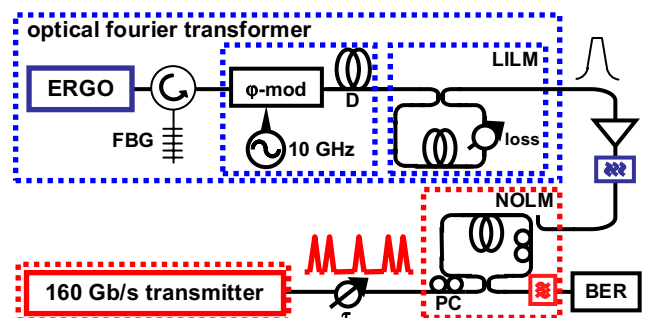 optical fourier transformer
LILM
ERGO
φ-mod
D
FBG
10 GHz
loss
NOLM
160 Gb/s transmitter
τ
PC
BER